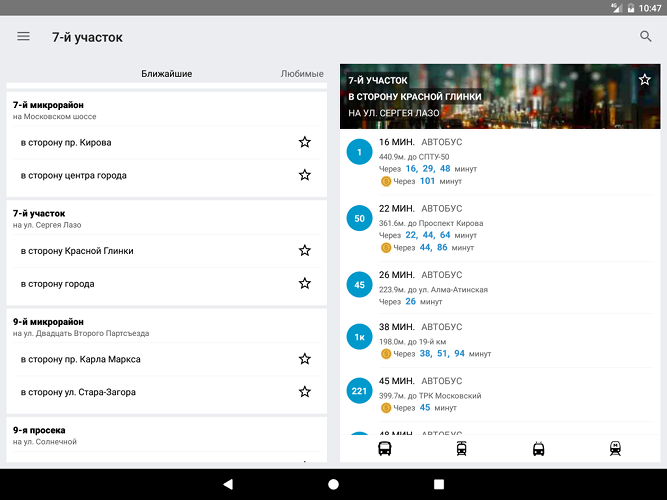 4G 10:47
7-й участок
Ближайшие Любимые
7-й микрорайон
на Московском шоссе
в сторону пр. Кирова
в сторону центра города
7-й участок
на ул. Сергея Лазо
в сторону Красной Глинки
в сторону города
9-й микрорайон
на ул. Двадцать Второго Партсъезда
в сторону пр. Карла Маркса
в сторону ул. Стара-Загора
9-я просека
на ул. Солнечной
7-Й УЧАСТОК
В СТОРОНУ КРАСНОЙ ГЛИНКИ
НА УЛ. СЕРГЕЯ ЛАЗО
1 16 МИН. АВТОБУС
440.9м. до СПТУ-50
Через 16, 29, 48 минут
Через 101 минут
50 22 МИН. АВТОБУС
361.6м. до Проспект Кирова
Через 22, 44, 64 минут
Через 44, 86 минут
45 26 МИН. АВТОБУС
223.9м. до ул. Алма-Атинская
Через 26 минут
1к 38 МИН. АВТОБУС
198.0м. до 19-й км
Через 38, 51, 94 минут
221 45 МИН. АВТОБУС
399.7м. до ТРК Московский
Через 45 минут
48 МИН. АВТОБУС